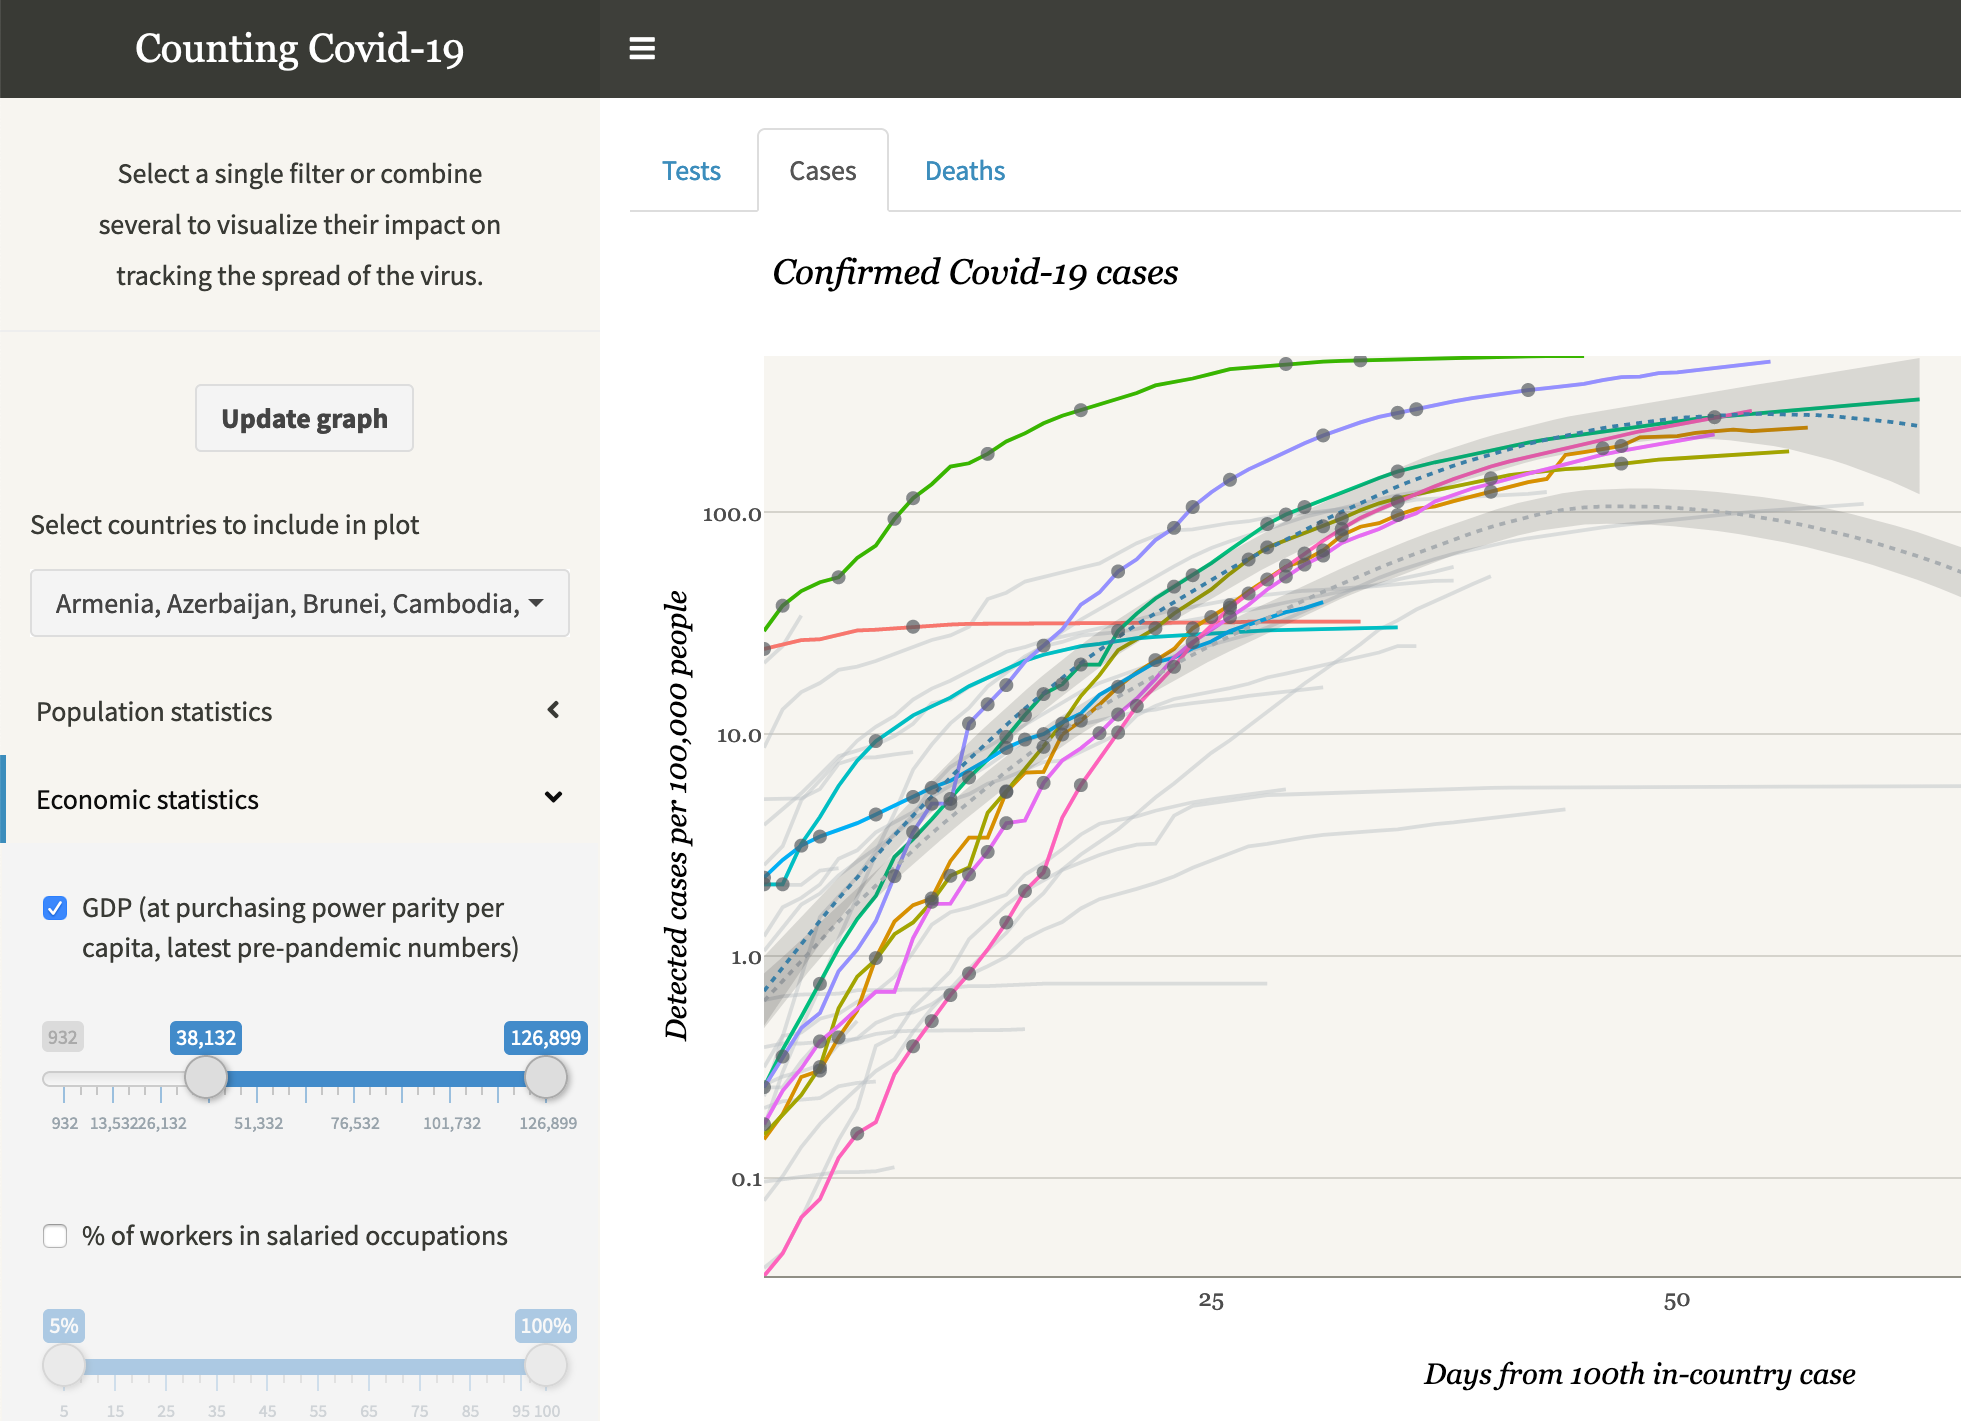 Counting Covid-19
Select a single filter or combine
several to visualize their impact on
tracking the spread of the virus.
Update graph
Select countries to include in plot
Armenia, Azerbaijan, Brunei, Cambodia,
Population statistics
Economic statistics
GDP (at purchasing power parity per
capita, latest pre-pandemic numbers)
932
38,132
126,899
932 13,532 26,132 51,332 76,532 101,732 126,899
% of workers in salaried occupations
5%
100%
5 15 25 35 45 55 65 75 85 95 100
Tests
Cases
Deaths
Confirmed Covid-19 cases
Detected cases per 100,000 people
100.0
10.0
1.0
0.1
25
50
Days from 100th in-country case